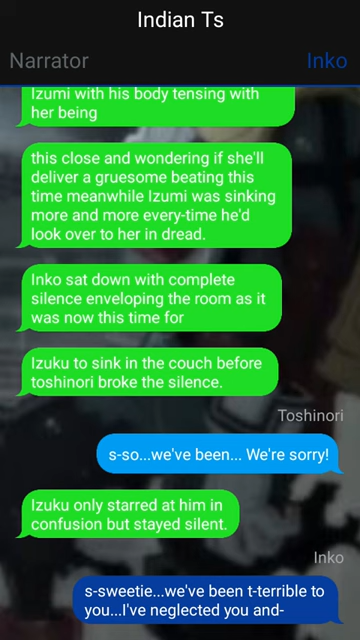 Indian Ts
Narrator
Inko
Izumi with his body tensing with
her being
this close and wondering if she'll
deliver a gruesome beating this
time meanwhile Izumi was sinking
more and more every-time he'd
look over to her in dread.
Inko sat down with complete
silence enveloping the room as it
was now this time for
Izuku to sink in the couch before
toshinori broke the silence.
Toshinori
s-so...we've been... We're sorry!
Izuku only starred at him in
confusion but stayed silent.
Inko
s-sweetie...we've been t-terrible to
you...I've neglected you and-